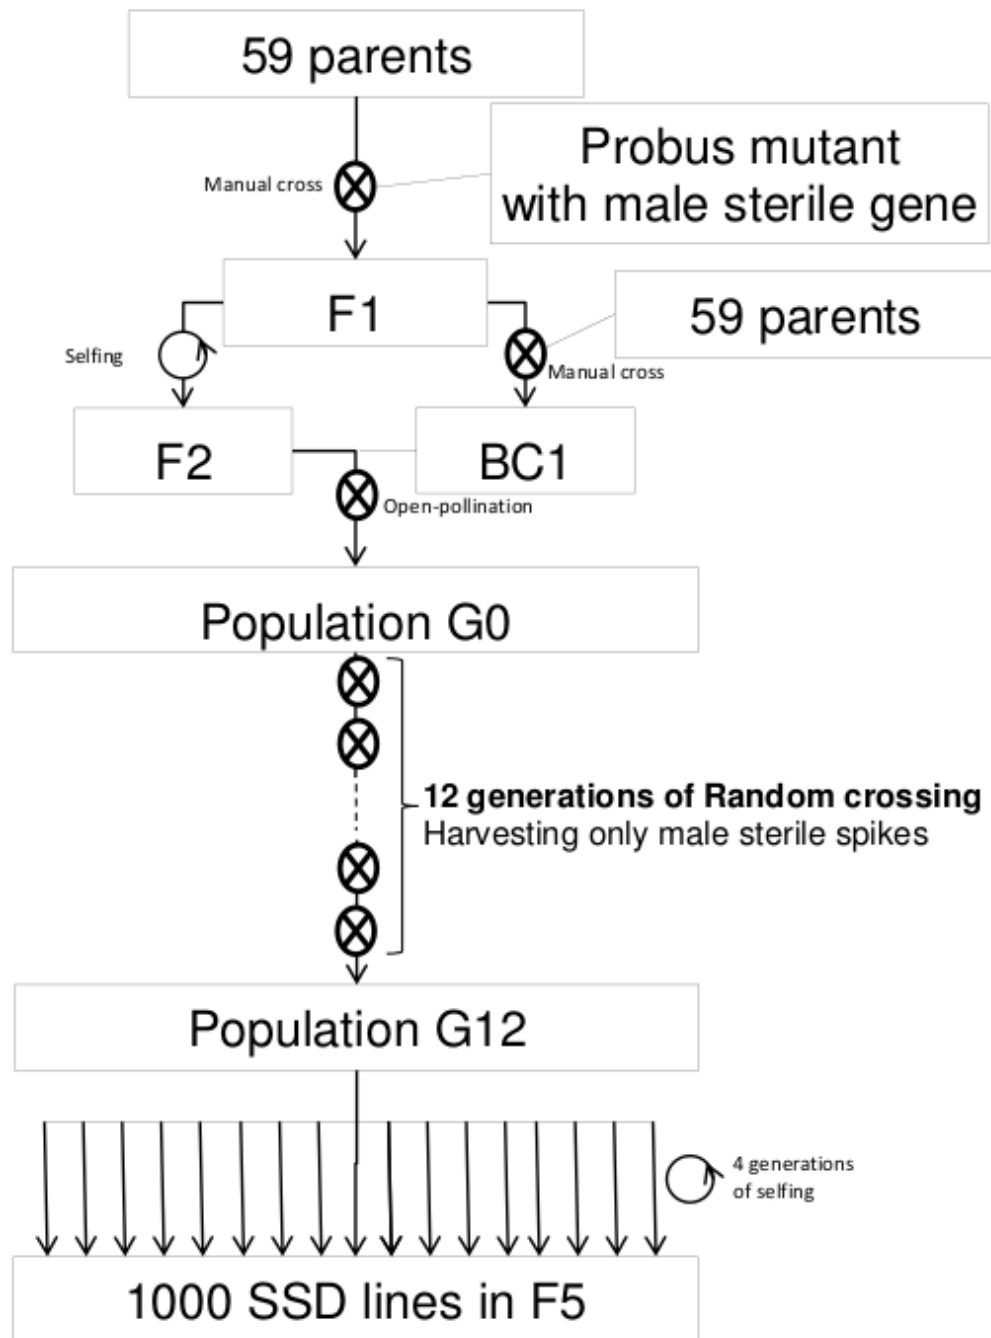 59 parents
Probus mutant
with male sterile gene
Manual cross
F1
59 parents
Selfing
Manual cross
F2
BC1
Open-pollination
Population G0
12 generations of Random crossing
Harvesting only male sterile spikes
Population G12
4 generations
of selfing
1000 SSD lines in F5